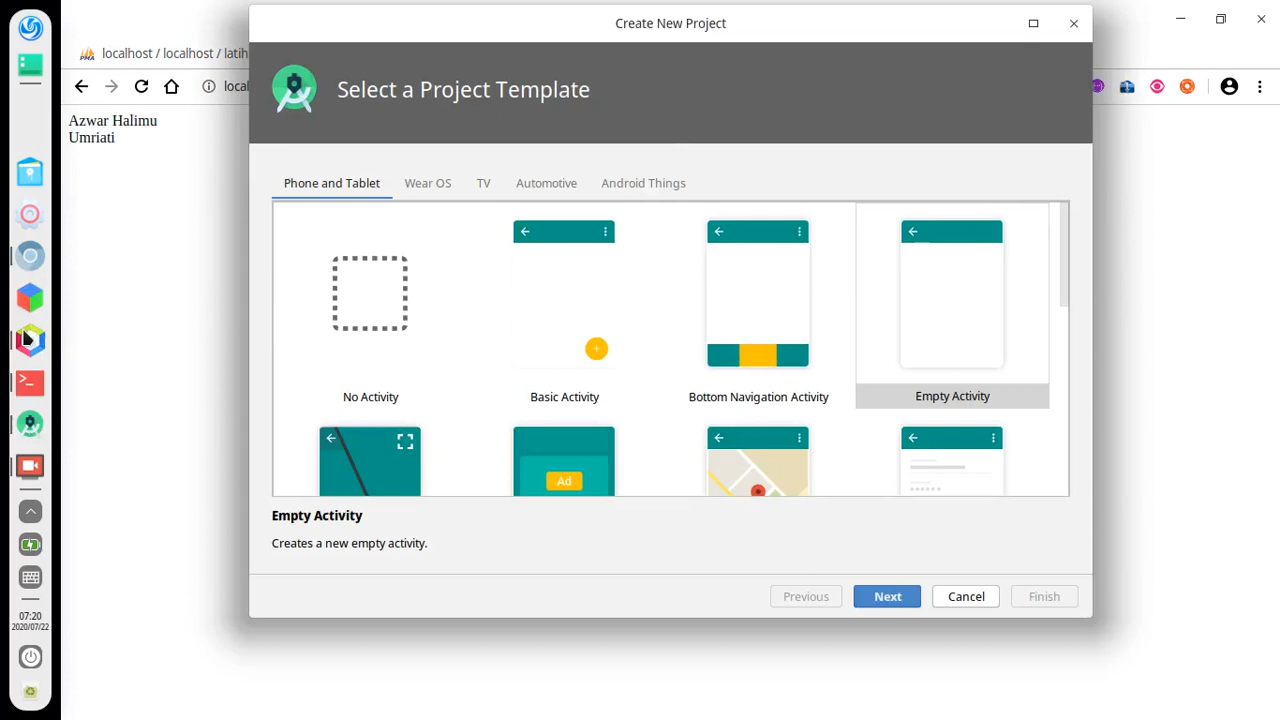 Create New Project
localhost / localhost / latih
Select a Project Template
loca
Azwar Halimu
Umriati
Phone and Tablet
Wear OS
TV
Automotive
Android Things
No Activity
Basic Activity
Bottom Navigation Activity
Empty Activity
Ad
Empty Activity
Creates a new empty activity.
Previous
Next
Cancel
Finish
07:20
2020/07/22